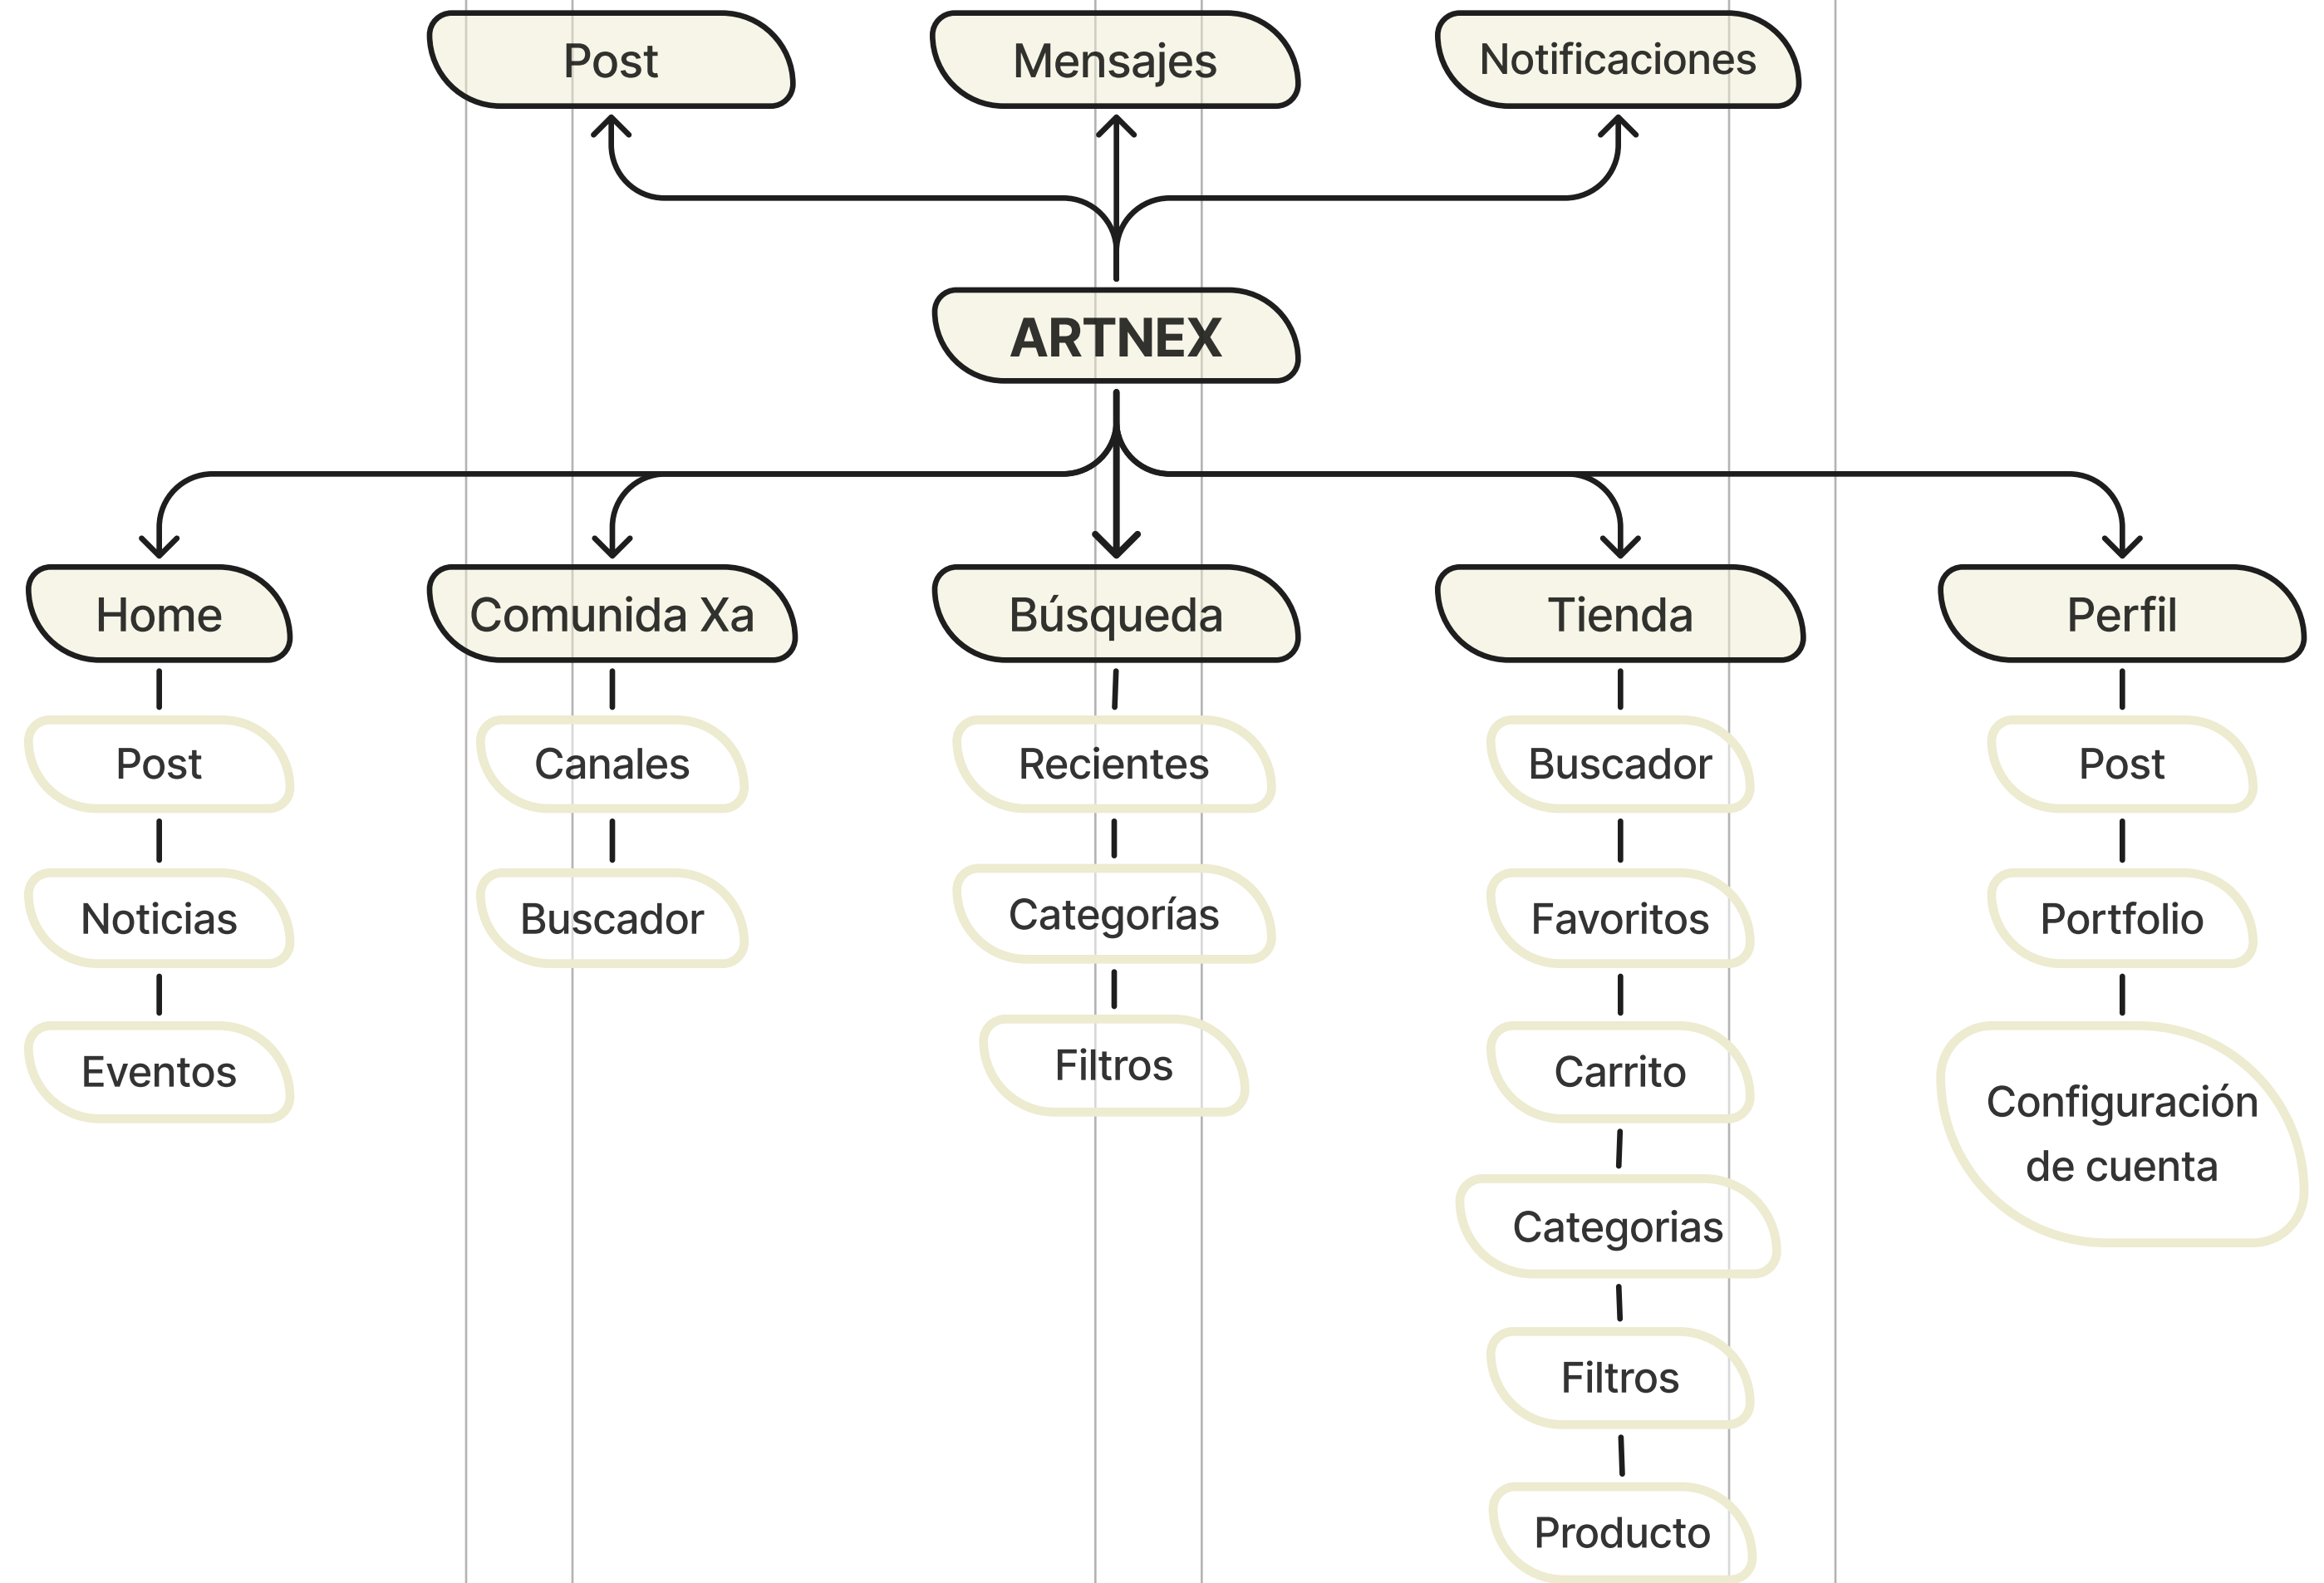 Post
Mensajes
Notificaciones
ARTNEX
Home
Comunida Xa
Búsqueda
Tienda
Perfil
Post
Canales
Recientes
Buscador
Post
Noticias
Buscador
Categorías
Favoritos
Portfolio
Eventos
Filtros
Carrito
Configuración
de cuenta
Categorias
Filtros
Producto